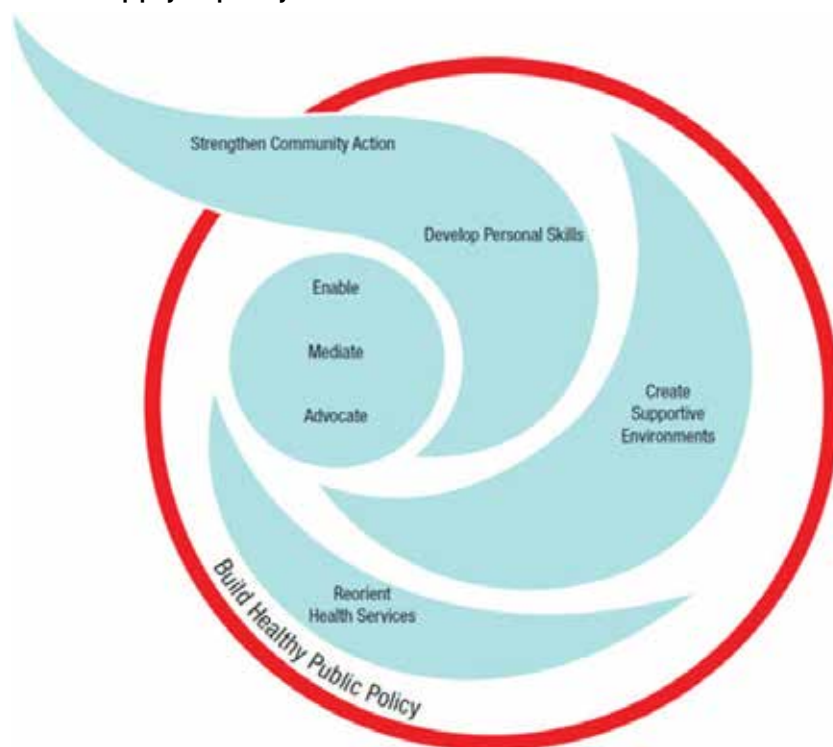 Strengthen Community Action
Develop Personal Skills
Enable
Mediate
Advocate
Create
Supportive
Environments
Reorient
Health Services
Build Healthy Public Policy